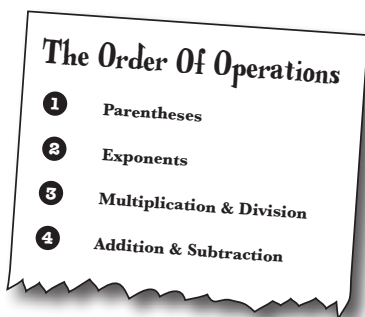 The Order Of Operations
1 Parentheses
2 Exponents
3 Multiplication & Division
4 Addition & Subtraction